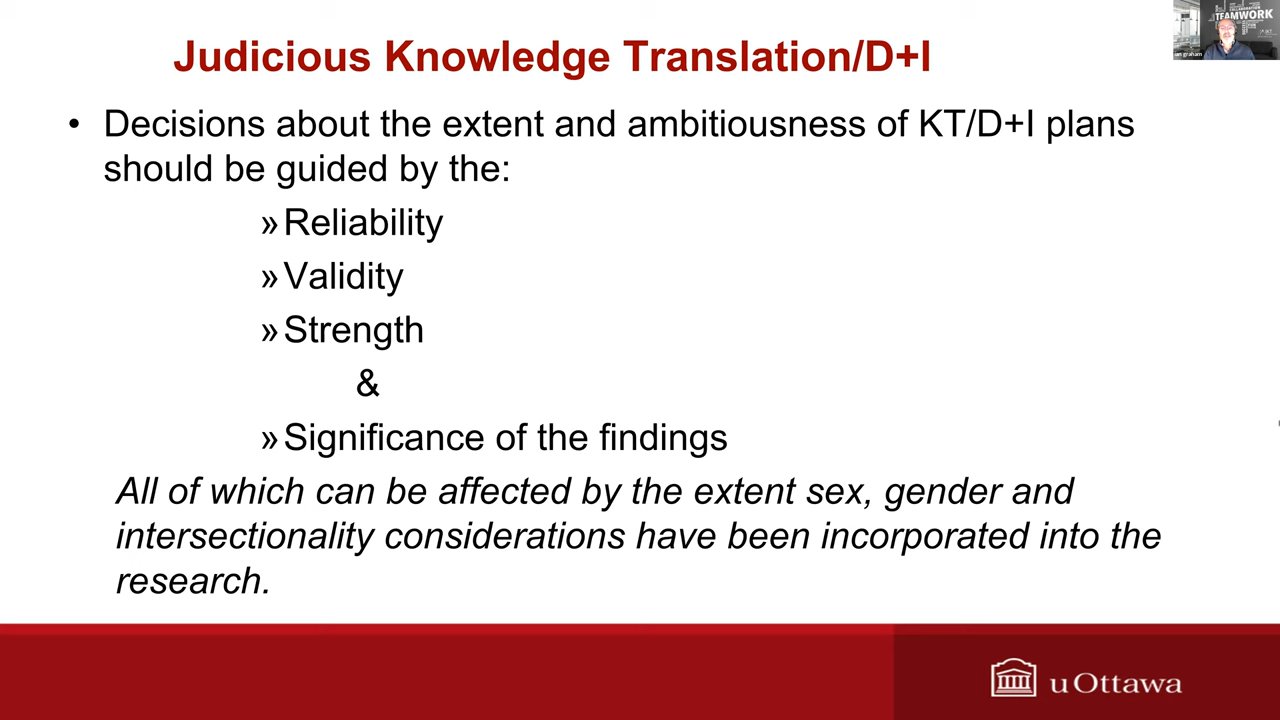 TEAMWORK
Judicious Knowledge Translation/D+I
• Decisions about the extent and ambitiousness of KT/D+I plans
should be guided by the:
» Reliability
» Validity
» Strength
&
» Significance of the findings
All of which can be affected by the extent sex, gender and
intersectionality considerations have been incorporated into the
research.
uOttawa